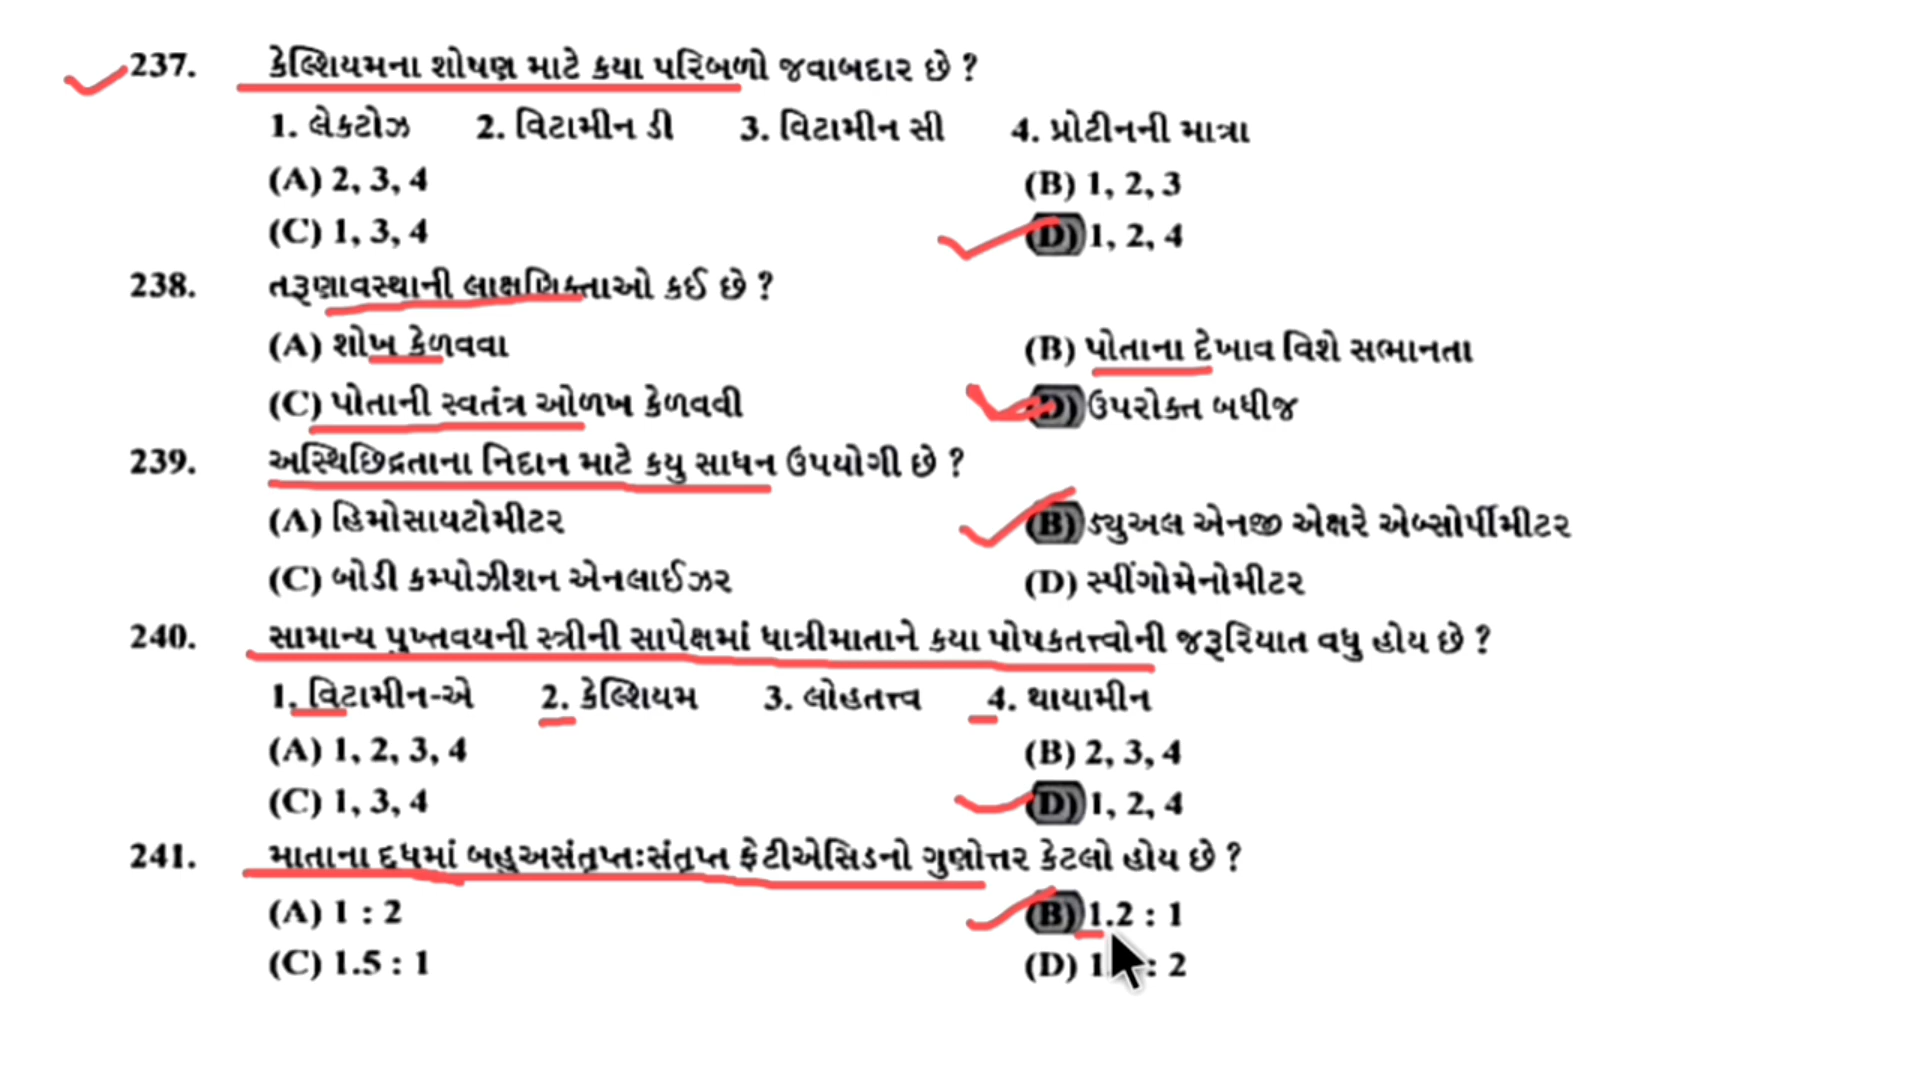 237. કેલ્શિયમના શોષણ માટે કયા પરિબળો જવાબદાર છે ?
1. લેકટોઝ 2. વિટામીન ડી 3. વિટામીન સી 4. પ્રોટીનની માત્રા
(A) 2, 3, 4 (B) 1, 2, 3
(C) 1, 3, 4 (D) 1, 2, 4
238. તરૂણાવસ્થાની લાક્ષણિક્તાઓ કઈ છે ?
(A) શોખ કેળવવા (B) પોતાના દેખાવ વિશે સભાનતા
(C) પોતાની સ્વતંત્ર ઓળખ કેળવવી (D) ઉપરોક્ત બધીજ
239. અસ્થિછિદ્રતાના નિદાન માટે કયુ સાધન ઉપયોગી છે ?
(A) હિમોસાયટોમીટર (B) ડ્યુઅલ એનજી એક્ષરે એબ્સોર્પીમીટર
(C) બોડી કમ્પોઝીશન એનલાઈઝર (D) સ્પીંગોમેનોમીટર
240. સામાન્ય પુખ્તવયની સ્ત્રીની સાપેક્ષમાં ધાત્રીમાતાને કયા પોષકતત્ત્વોની જરૂરિયાત વધુ હોય છે ?
1. વિટામીન-એ 2. કેલ્શિયમ 3. લોહતત્ત્વ 4. થાયામીન
(A) 1, 2, 3, 4 (B) 2, 3, 4
(C) 1, 3, 4 (D) 1, 2, 4
241. માતાના દુધમાં બહુઅસંતૃપ્તઃસંતૃપ્ત ફેટીએસિડનો ગુણોત્તર કેટલો હોય છે ?
(A) 1 : 2 (B) 1.2 : 1
(C) 1.5 : 1 (D) : 2